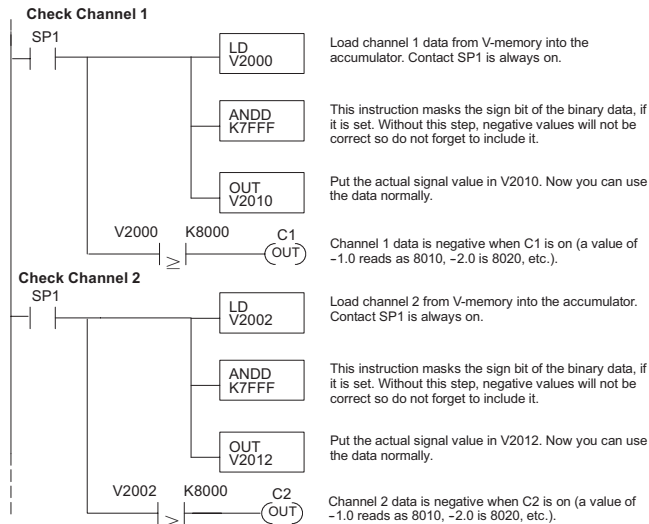 Check Channel 1
SP1
LD
V2000
Load channel 1 data from V-memory into the
accumulator. Contact SP1 is always on.
ANDD
K7FFF
This instruction masks the sign bit of the binary data, if
it is set. Without this step, negative values will not be
correct so do not forget to include it.
OUT
V2010
Put the actual signal value in V2010. Now you can use
the data normally.
V2000 K8000 C1
≥ OUT
Channel 1 data is negative when C1 is on (a value of
–1.0 reads as 8010, –2.0 is 8020, etc.).
Check Channel 2
SP1
LD
V2002
Load channel 2 from V-memory into the accumulator.
Contact SP1 is always on.
ANDD
K7FFF
This instruction masks the sign bit of the binary data, if
it is set. Without this step, negative values will not be
correct so do not forget to include it.
OUT
V2012
Put the actual signal value in V2012. Now you can use
the data normally.
V2002 K8000 C2
≥ OUT
Channel 2 data is negative when C2 is on (a value of
–1.0 reads as 8010, –2.0 is 8020, etc.).